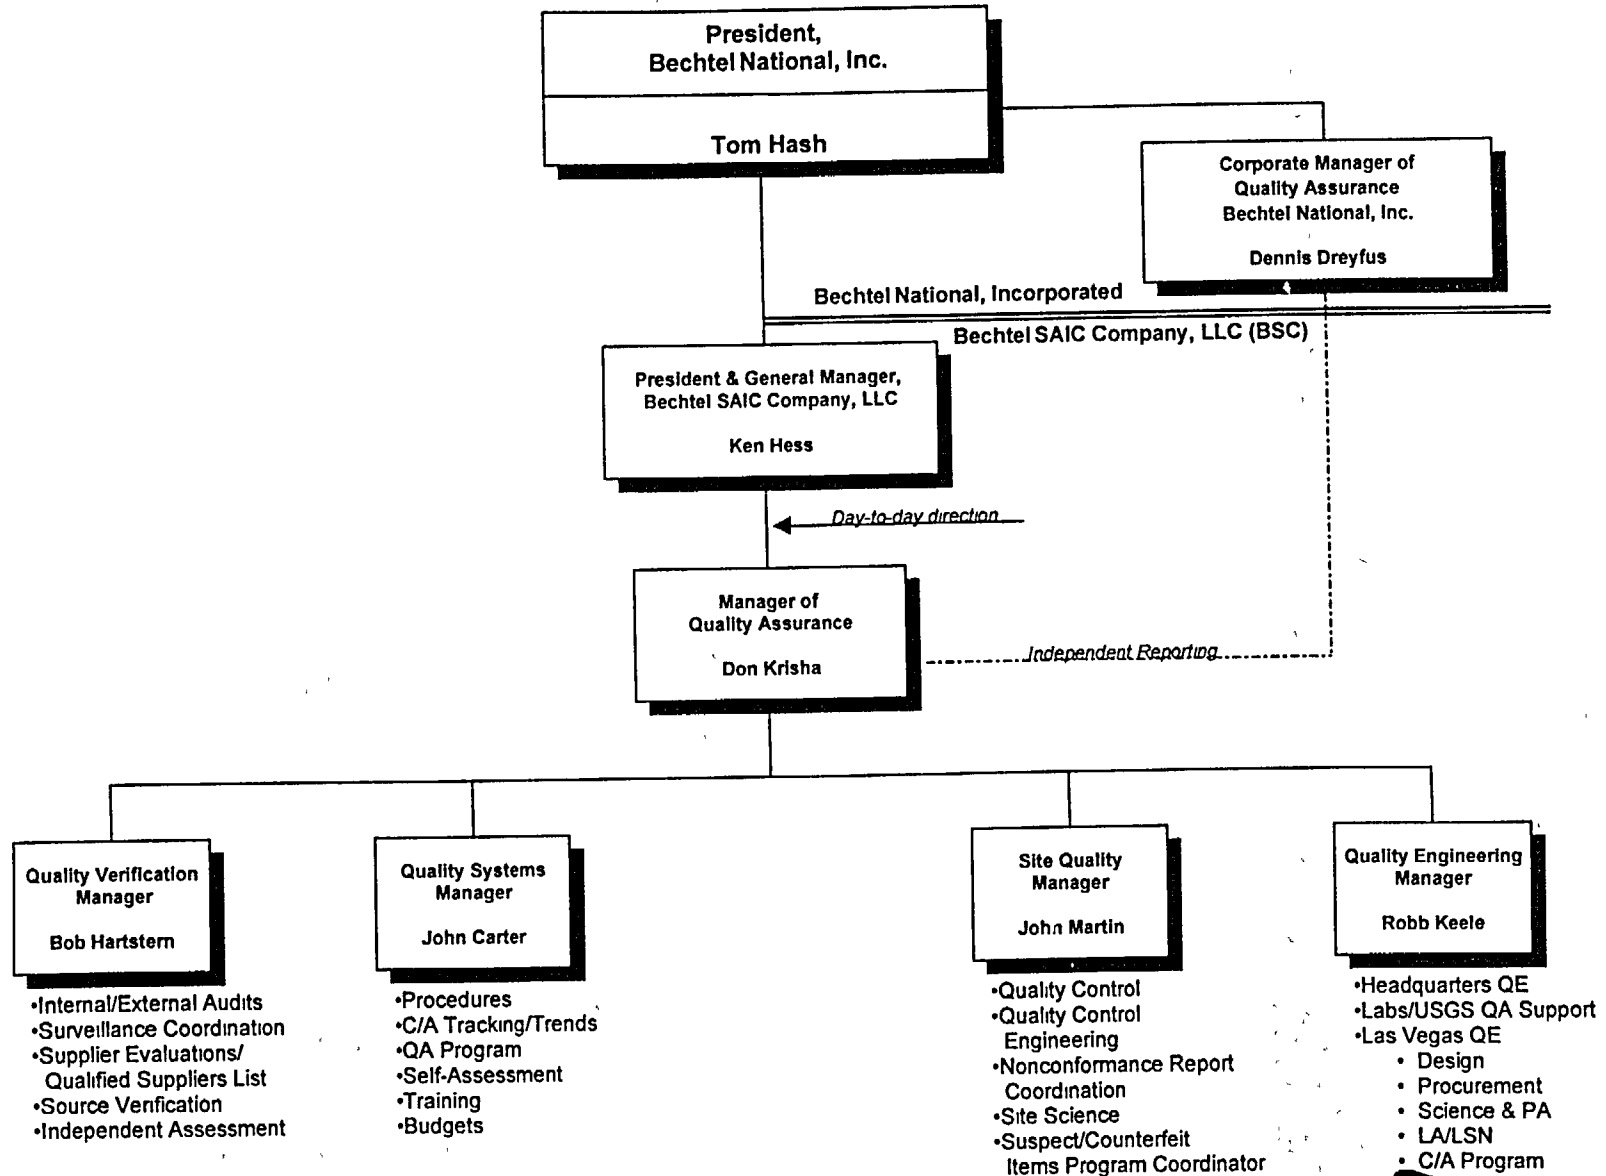 President,
Bechtel National, Inc.
Tom Hash
Corporate Manager of
Quality Assurance
Bechtel National, Inc.
Dennis Dreyfus
Bechtel National, Incorporated
Bechtel SAIC Company, LLC (BSC)
President & General Manager,
Bechtel SAIC Company, LLC
Ken Hess
Day-to-day direction
Manager of
Quality Assurance
Don Krisha
Independent Reporting
Quality Verification
Manager
Bob Hartstern
•Internal/External Audits
•Surveillance Coordination
•Supplier Evaluations/
Qualified Suppliers List
•Source Verification
•Independent Assessment
Quality Systems
Manager
John Carter
•Procedures
•C/A Tracking/Trends
•QA Program
•Self-Assessment
•Training
•Budgets
Site Quality
Manager
John Martin
•Quality Control
•Quality Control
Engineering
•Nonconformance Report
Coordination
•Site Science
•Suspect/Counterfeit
Items Program Coordinator
Quality Engineering
Manager
Robb Keele
•Headquarters QE
•Labs/USGS QA Support
•Las Vegas QE
• Design
• Procurement
• Science & PA
• LA/LSN
• C/A Program